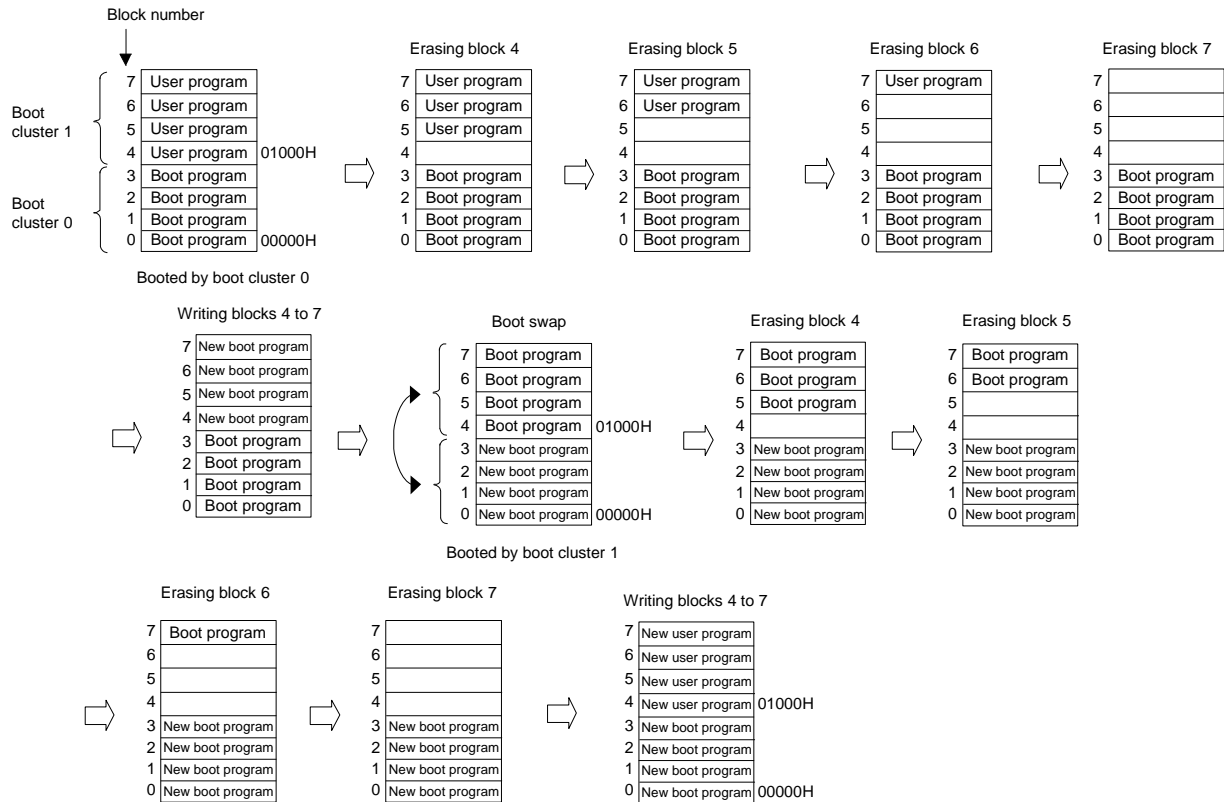 Block number
Erasing block 4
Erasing block 5
Erasing block 6
Erasing block 7
Boot
cluster 1
Boot
cluster 0
7 User program
6 User program
5 User program
4 User program 01000H
3 Boot program
2 Boot program
1 Boot program
0 Boot program 00000H
Booted by boot cluster 0
7 User program
6 User program
5 User program
4
3 Boot program
2 Boot program
1 Boot program
0 Boot program
7 User program
6 User program
5
4
3 Boot program
2 Boot program
1 Boot program
0 Boot program
7 User program
6
5
4
3 Boot program
2 Boot program
1 Boot program
0 Boot program
7
6
5
4
3 Boot program
2 Boot program
1 Boot program
0 Boot program
Writing blocks 4 to 7
7 New boot program
6 New boot program
5 New boot program
4 New boot program
3 Boot program
2 Boot program
1 Boot program
0 Boot program
Boot swap
7 Boot program
6 Boot program
5 Boot program
4 Boot program 01000H
3 New boot program
2 New boot program
1 New boot program
0 New boot program 00000H
Booted by boot cluster 1
Erasing block 4
7 Boot program
6 Boot program
5 Boot program
4
3 New boot program
2 New boot program
1 New boot program
0 New boot program
Erasing block 5
7 Boot program
6 Boot program
5
4
3 New boot program
2 New boot program
1 New boot program
0 New boot program
Erasing block 6
7 Boot program
6
5
4
3 New boot program
2 New boot program
1 New boot program
0 New boot program
Erasing block 7
7
6
5
4
3 New boot program
2 New boot program
1 New boot program
0 New boot program
Writing blocks 4 to 7
7 New user program
6 New user program
5 New user program
4 New user program 01000H
3 New boot program
2 New boot program
1 New boot program
0 New boot program 00000H